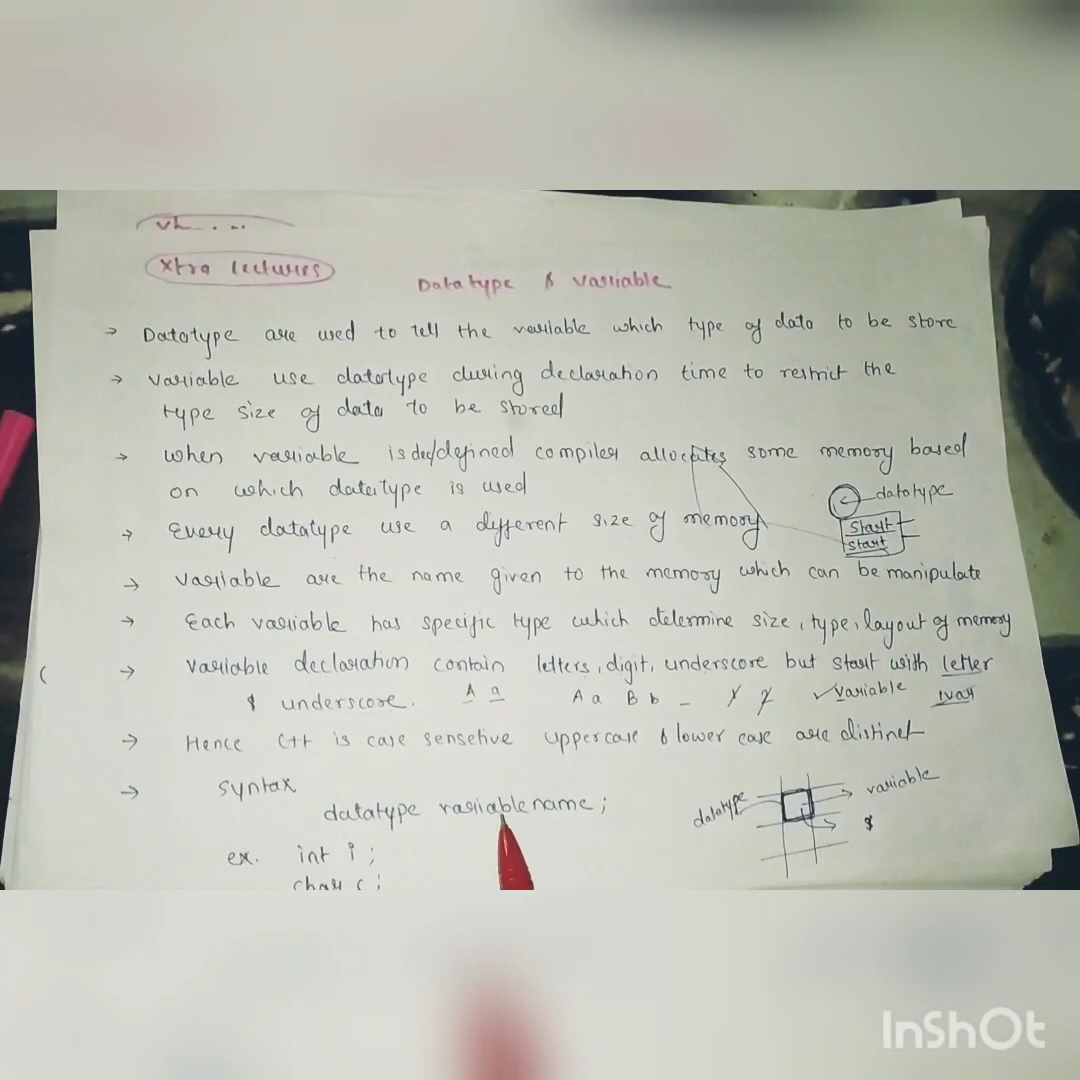 Xtra lectures
Datatype & variable
→ Datatype are used to tell the variable which type of data to be store
→ variable use datatype during declaration time to restrict the
type size of data to be stored
→ when variable is dec/defined compiler allocates some memory based
on which datatype is used
datatype
→ Every datatype use a different size of memory
start
start
→ variable are the name given to the memory which can be manipulate
→ Each variable has specific type which determine size, type, layout of memory
→ variable declaration contain letters, digit, underscore but start with letter
& underscore. A a A a B b _ variable 1var
→ Hence C++ is case sensetive uppercase & lower case are distinct
→ syntax
datatype variable name;
datatype
variable
ex. int i;
char c;
InShOt